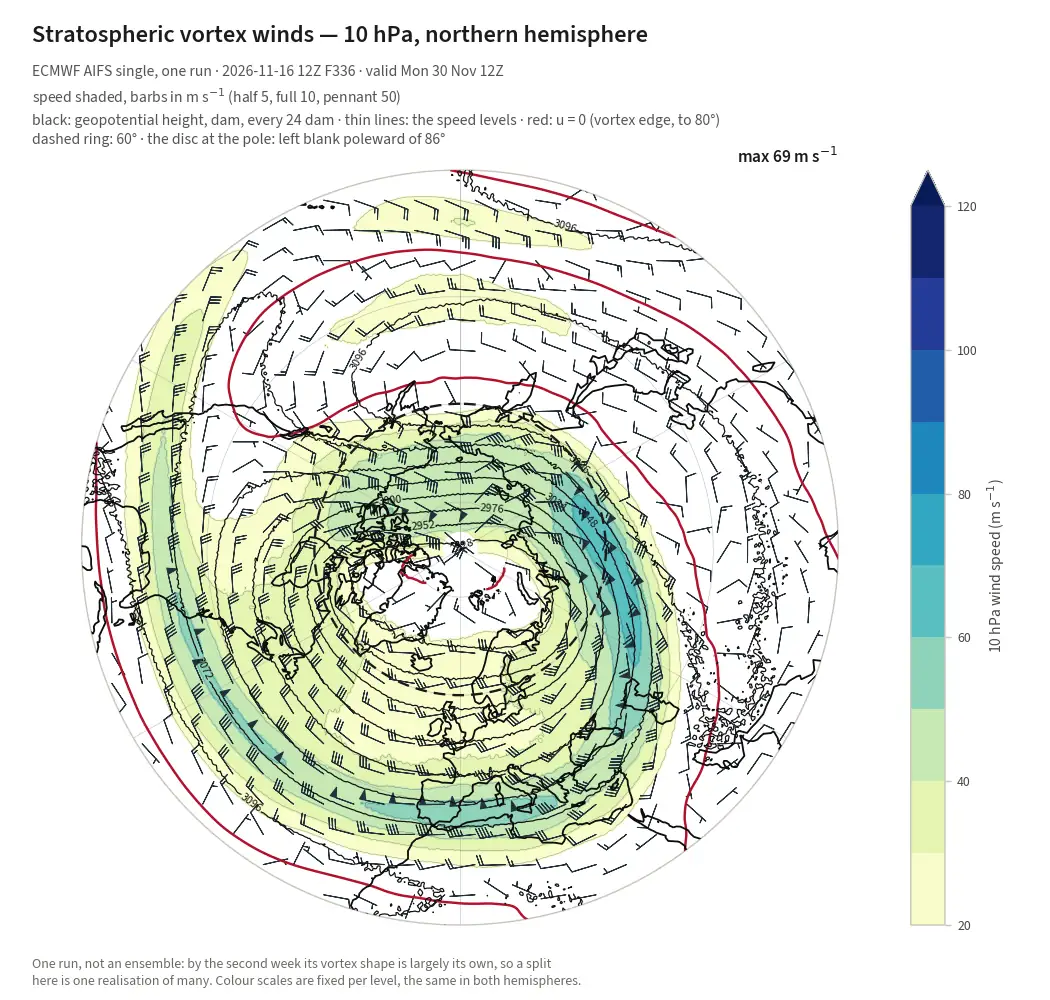 Stratospheric vortex winds — 10 hPa, northern hemisphere
ECMWF AIFS single, one run · 2026-11-16 12Z F336 · valid Mon 30 Nov 12Z
speed shaded, barbs in m s⁻¹ (half 5, full 10, pennant 50)
black: geopotential height, dam, every 24 dam · thin lines: the speed levels · red: u = 0 (vortex edge, to 80°)
dashed ring: 60° · the disc at the pole: left blank poleward of 86°
max 69 m s⁻¹
120
100
80
60
40
20
10 hPa wind speed (m s⁻¹)
3096
3096
2976
2952
3072
3096
One run, not an ensemble: by the second week its vortex shape is largely its own, so a split
here is one realisation of many. Colour scales are fixed per level, the same in both hemispheres.